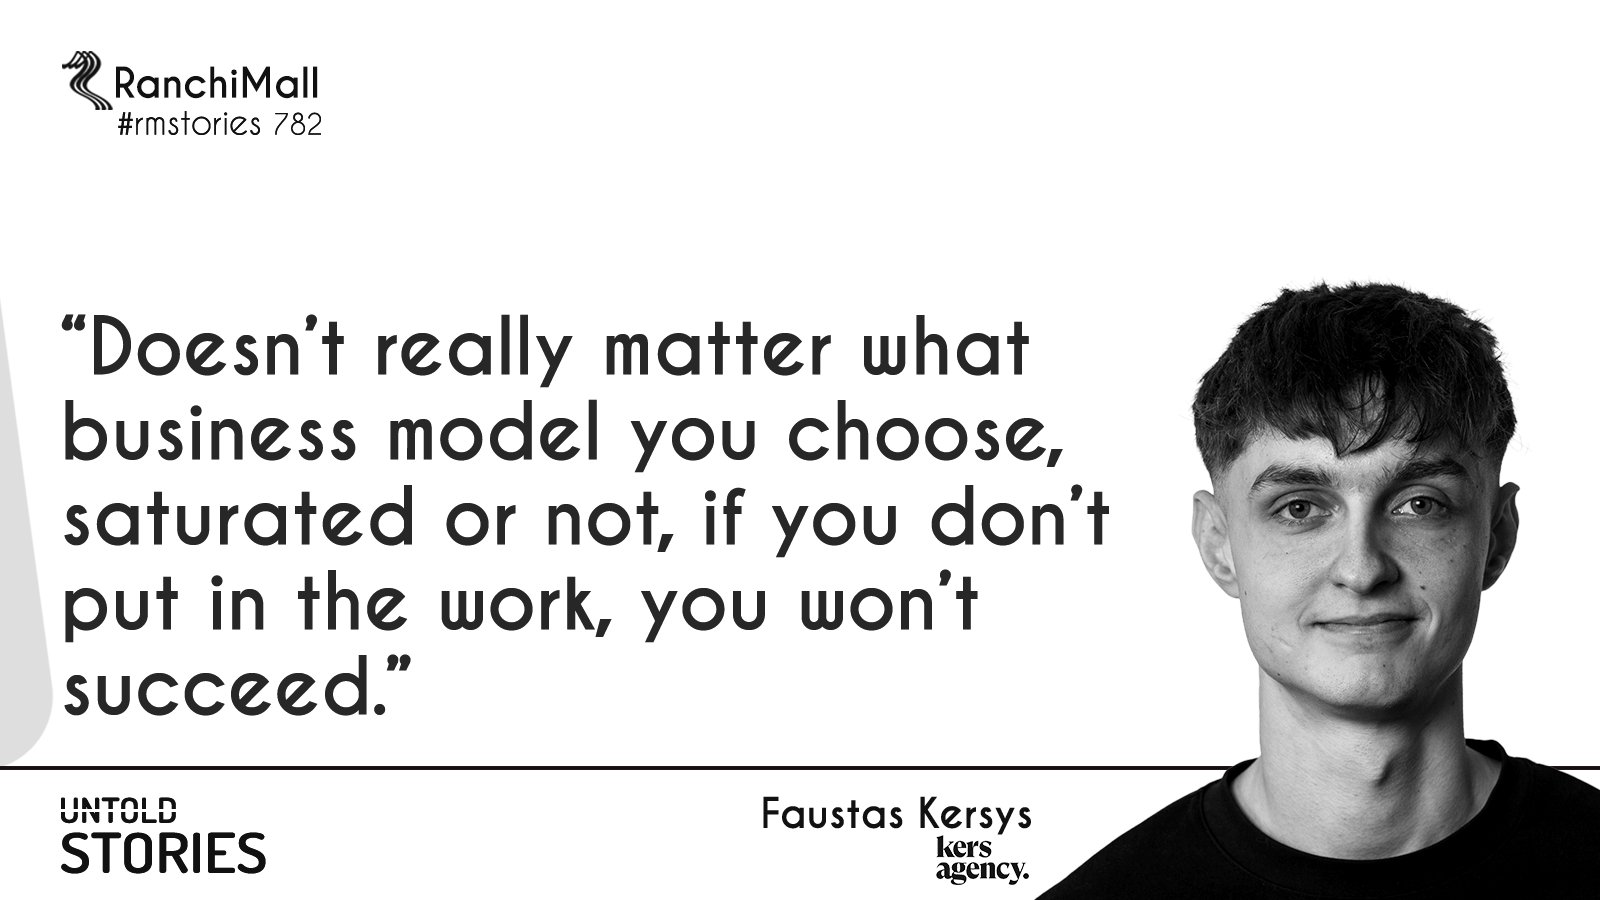 RanchiMall
#rmstories 782
“Doesn’t really matter what
business model you choose,
saturated or not, if you don’t
put in the work, you won’t
succeed.”
UNTOLD
STORIES
Faustas Kersys
kers
agency.